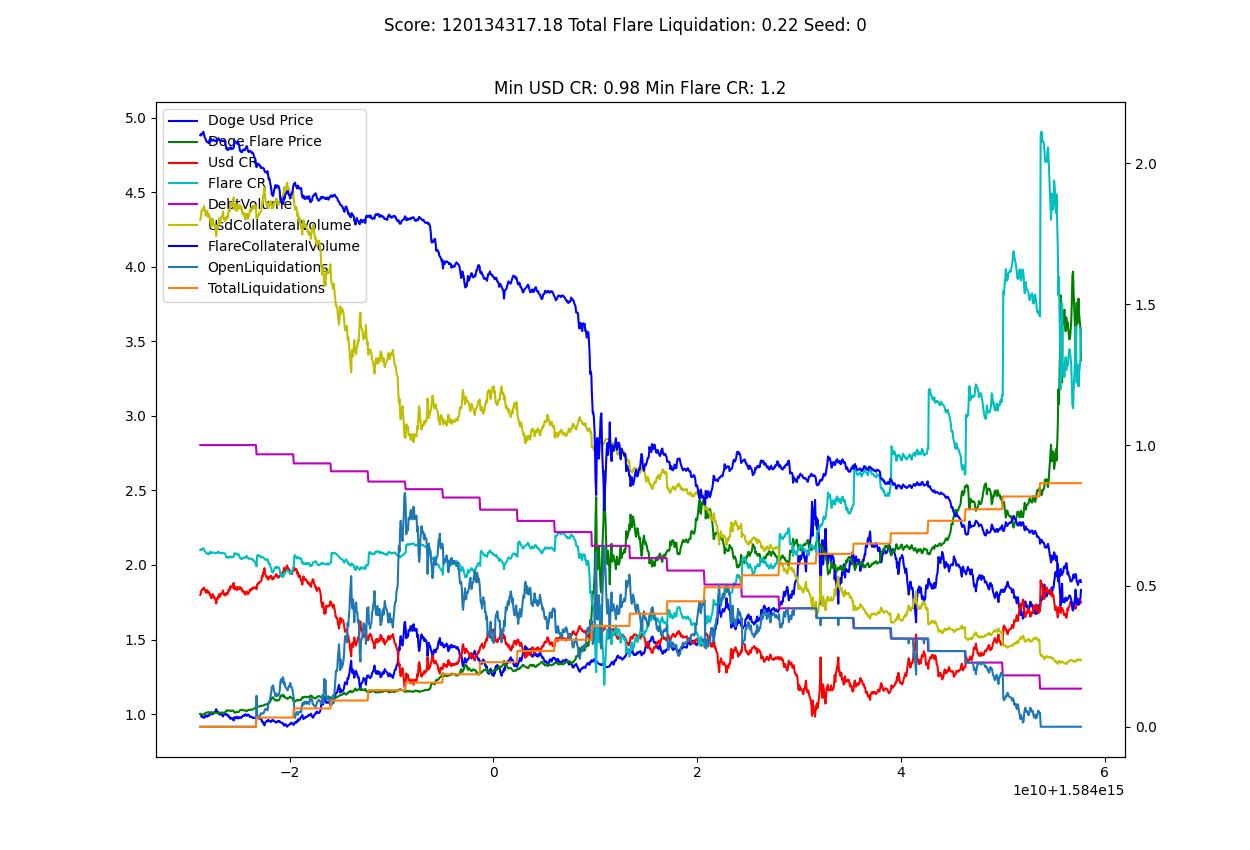 Score: 120134317.18 Total Flare Liquidation: 0.22 Seed: 0
Min USD CR: 0.98 Min Flare CR: 1.2
Doge Usd Price
Doge Flare Price
Usd CR
Flare CR
DebtVolume
UsdCollateralVolume
FlareCollateralVolume
OpenLiquidations
TotalLiquidations
5.0
4.5
4.0
3.5
3.0
2.5
2.0
1.5
1.0
2.0
1.5
1.0
0.5
0.0
−2
0
2
4
6
1e10+1.584e15